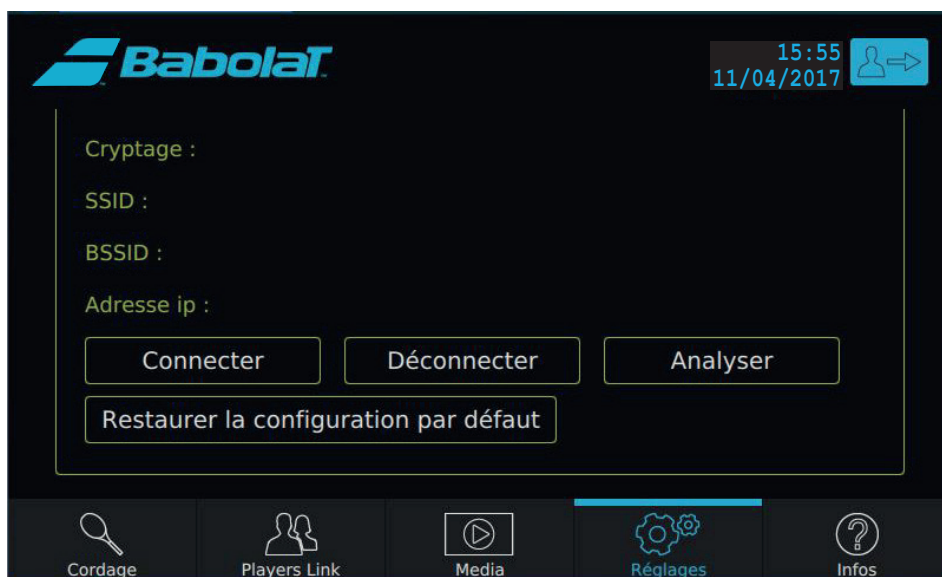 BabolaT
15:55
11/04/2017
Cryptage :
SSID :
BSSID :
Adresse ip :
Connecter Déconnecter Analyser
Restaurer la configuration par défaut
Cordage Players Link Media Réglages Infos